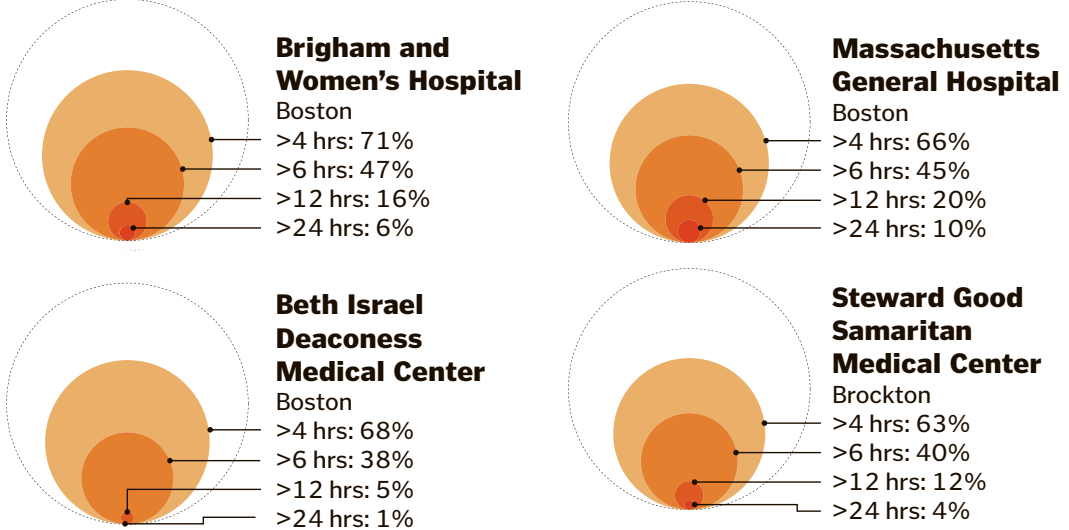 Brigham and
Women's Hospital
Boston
>4 hrs: 71%
>6 hrs: 47%
>12 hrs: 16%
>24 hrs: 6%
Massachusetts
General Hospital
Boston
>4 hrs: 66%
>6 hrs: 45%
>12 hrs: 20%
>24 hrs: 10%
Beth Israel
Deaconess
Medical Center
Boston
>4 hrs: 68%
>6 hrs: 38%
>12 hrs: 5%
>24 hrs: 1%
Steward Good
Samaritan
Medical Center
Brockton
>4 hrs: 63%
>6 hrs: 40%
>12 hrs: 12%
>24 hrs: 4%